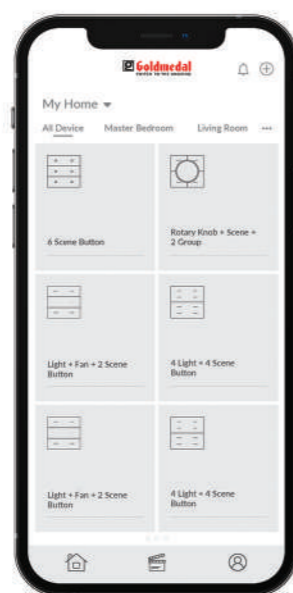 Goldmedal
My Home
All Device Master Bedroom Living Room
6 Scene Button
Rotary Knob + Scene +
2 Group
Light + Fan + 2 Scene
Button
4 Light + 4 Scene
Button
Light + Fan + 2 Scene
Button
4 Light + 4 Scene
Button